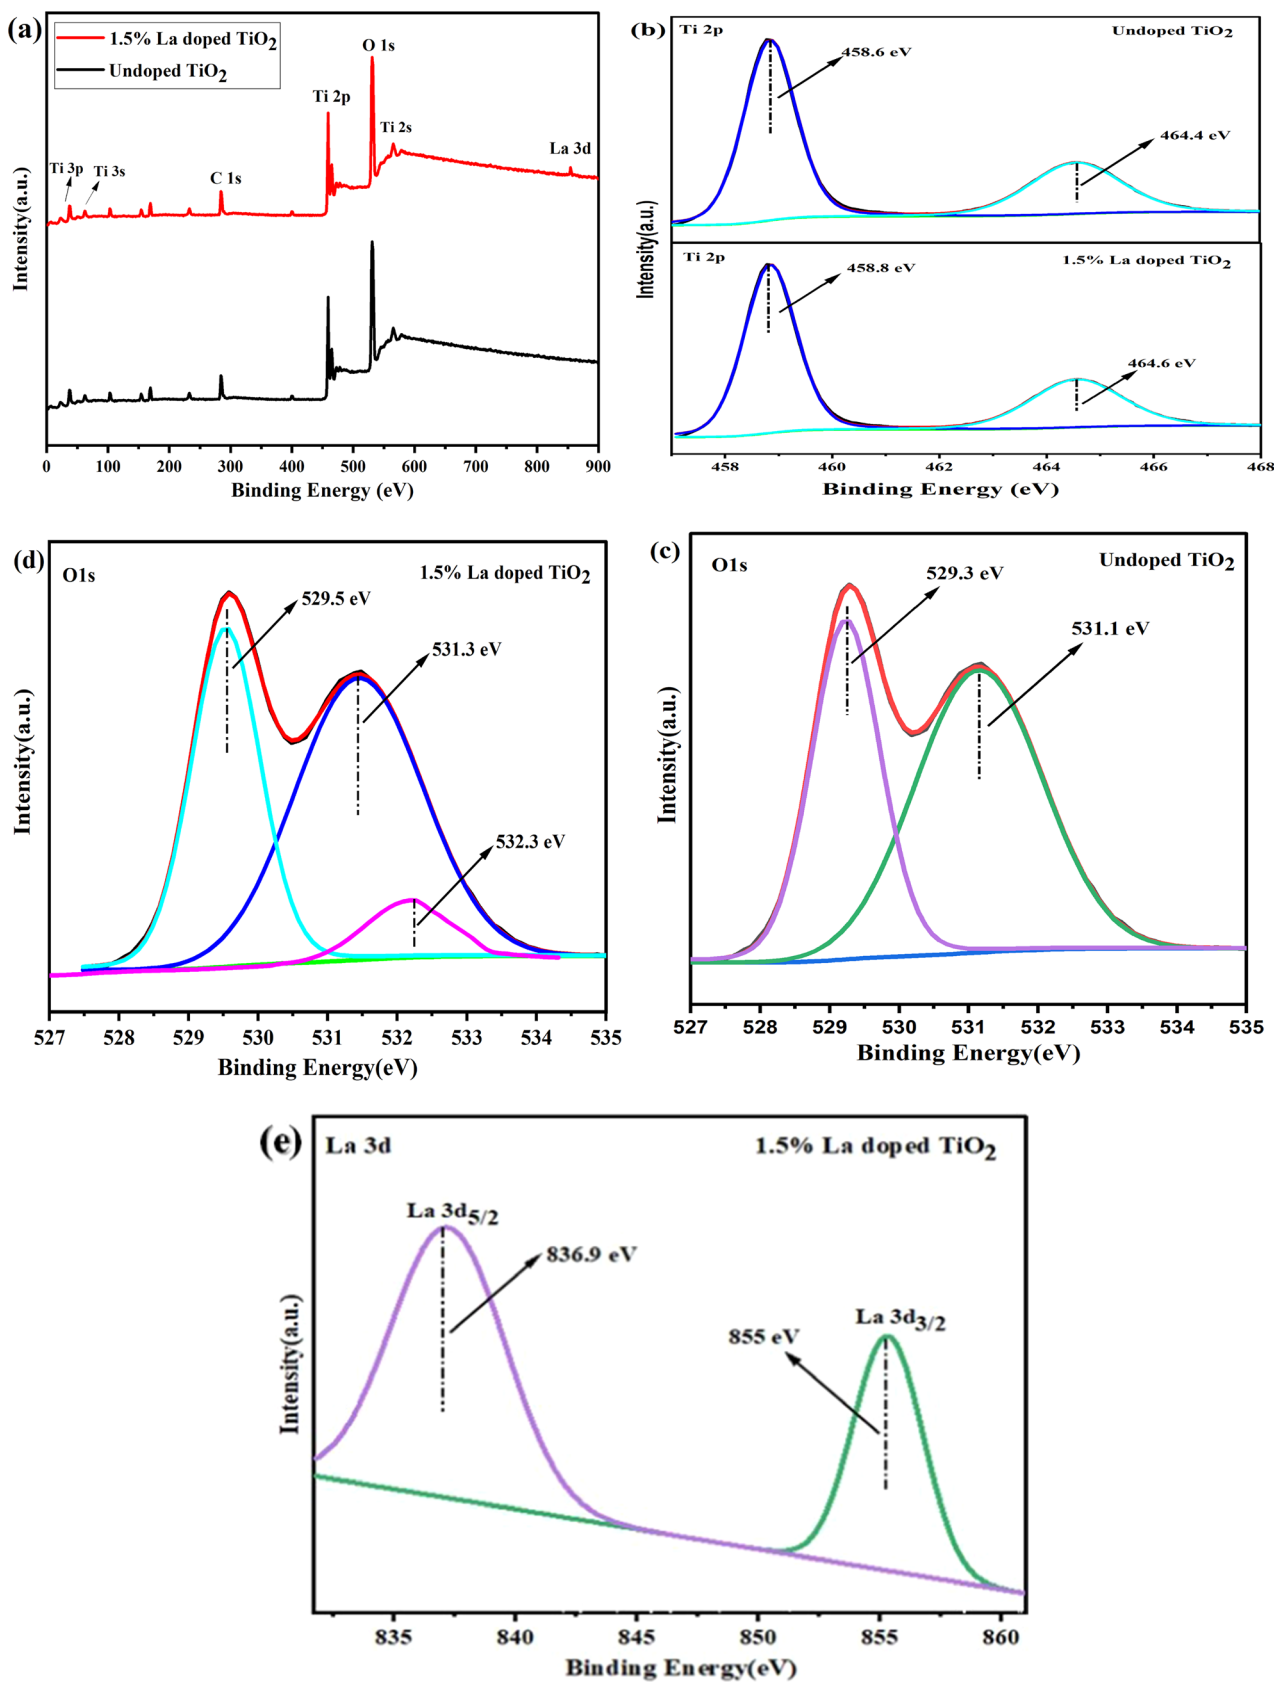 (a)
1.5% La doped TiO2
Undoped TiO2
O 1s
Ti 2p
Ti 2s
La 3d
Ti 3p
Ti 3s
C 1s
Intensity(a.u.)
0 100 200 300 400 500 600 700 800 900
Binding Energy (eV)
(b)
Ti 2p
Undoped TiO2
458.6 eV
464.4 eV
Ti 2p
1.5% La doped TiO2
458.8 eV
464.6 eV
Intensity(a.u.)
458 460 462 464 466 468
Binding Energy (eV)
(d)
O1s
1.5% La doped TiO2
529.5 eV
531.3 eV
532.3 eV
Intensity(a.u.)
527 528 529 530 531 532 533 534 535
Binding Energy(eV)
(c)
O1s
Undoped TiO2
529.3 eV
531.1 eV
Intensity(a.u.)
527 528 529 530 531 532 533 534 535
Binding Energy(eV)
(e)
La 3d
1.5% La doped TiO2
La 3d5/2
836.9 eV
La 3d3/2
855 eV
Intensity(a.u.)
835 840 845 850 855 860
Binding Energy(eV)